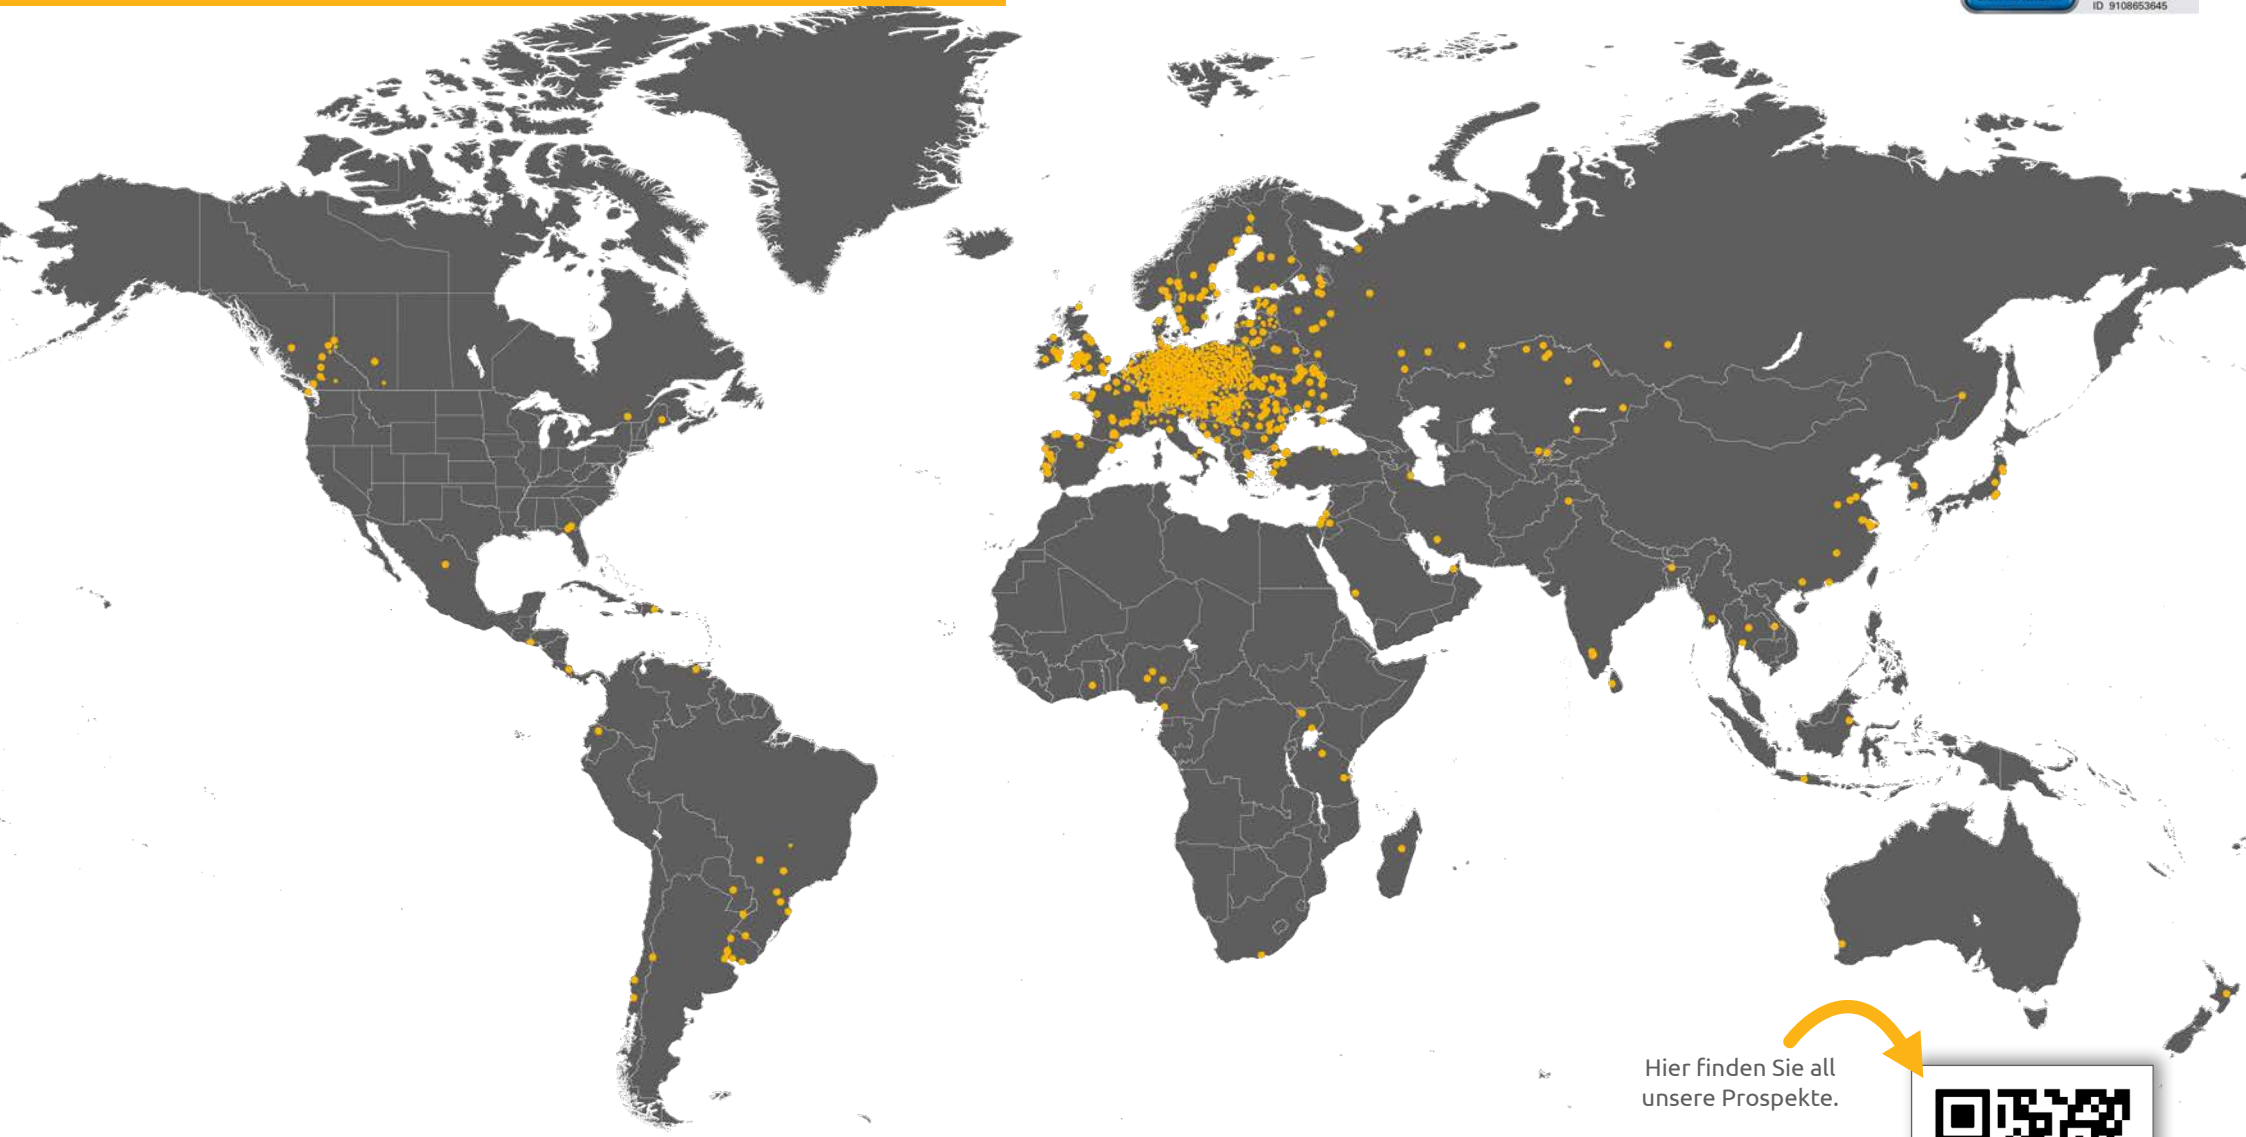 ID 9108653645
Hier finden Sie all
unsere Prospekte.